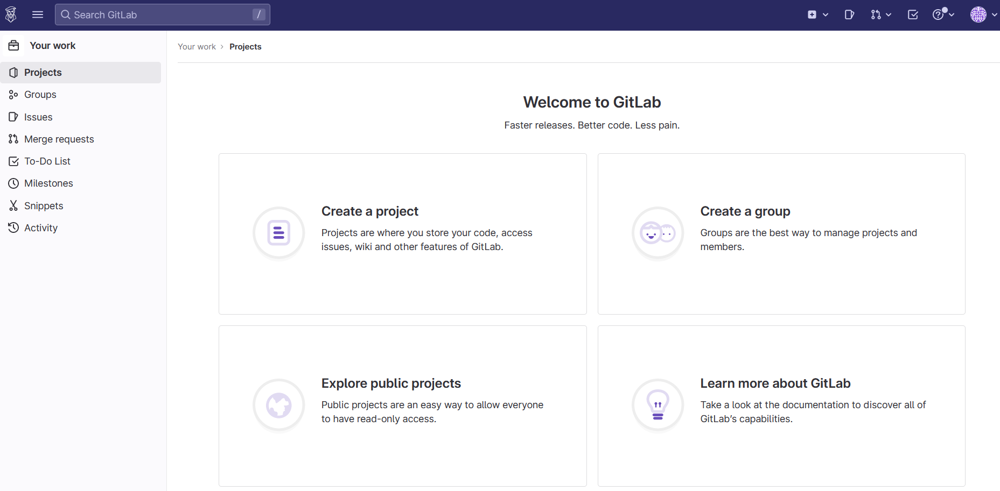 Search GitLab /
Your work
Projects
Groups
Issues
Merge requests
To-Do List
Milestones
Snippets
Activity
Your work › Projects
Welcome to GitLab
Faster releases. Better code. Less pain.
Create a project
Projects are where you store your code, access
issues, wiki and other features of GitLab.
Create a group
Groups are the best way to manage projects and
members.
Explore public projects
Public projects are an easy way to allow everyone
to have read-only access.
Learn more about GitLab
Take a look at the documentation to discover all of
GitLab’s capabilities.